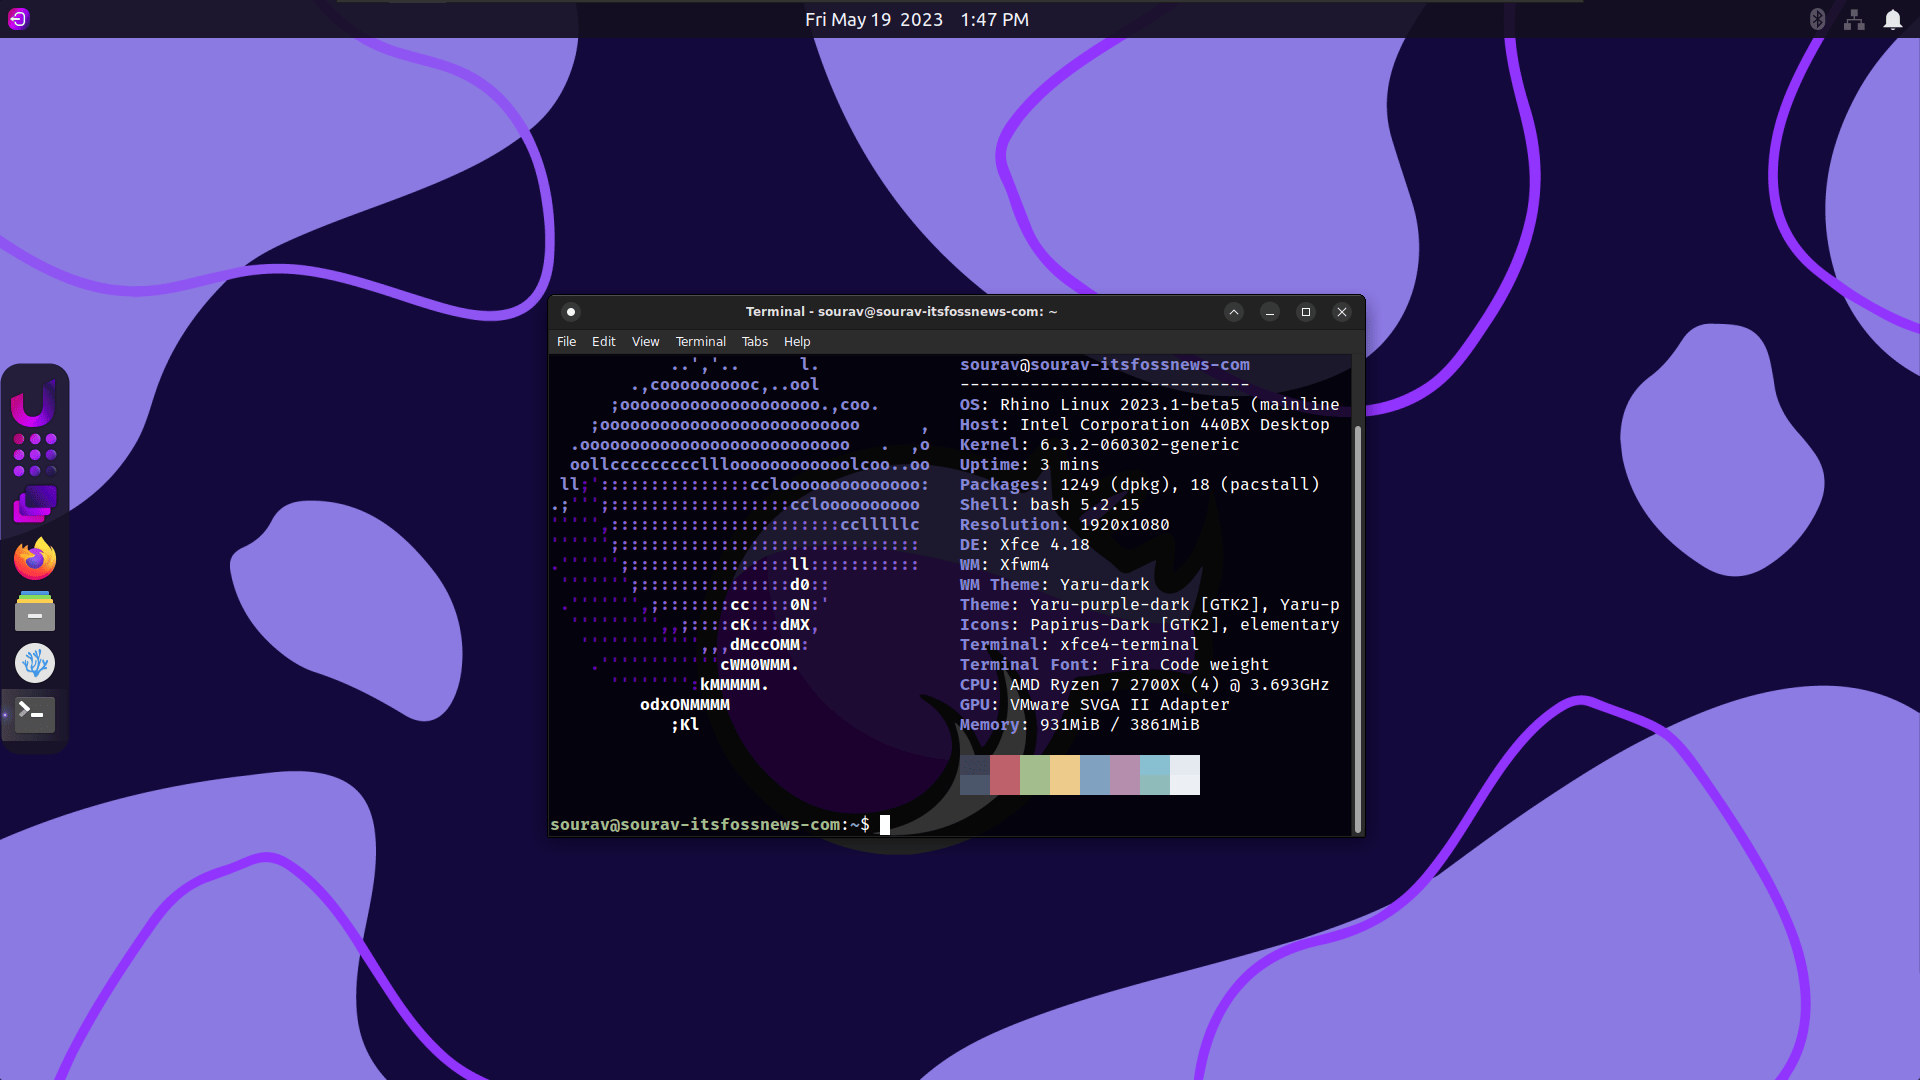 Fri May 19  2023   1:47 PM
Terminal - sourav@sourav-itsfossnews-com: ~
File Edit View Terminal Tabs Help
sourav@sourav-itsfossnews-com
-----------------------------
OS: Rhino Linux 2023.1-beta5 (mainline
Host: Intel Corporation 440BX Desktop
Kernel: 6.3.2-060302-generic
Uptime: 3 mins
Packages: 1249 (dpkg), 18 (pacstall)
Shell: bash 5.2.15
Resolution: 1920x1080
DE: Xfce 4.18
WM: Xfwm4
WM Theme: Yaru-dark
Theme: Yaru-purple-dark [GTK2], Yaru-p
Icons: Papirus-Dark [GTK2], elementary
Terminal: xfce4-terminal
Terminal Font: Fira Code weight
CPU: AMD Ryzen 7 2700X (4) @ 3.693GHz
GPU: VMware SVGA II Adapter
Memory: 931MiB / 3861MiB
sourav@sourav-itsfossnews-com:~$